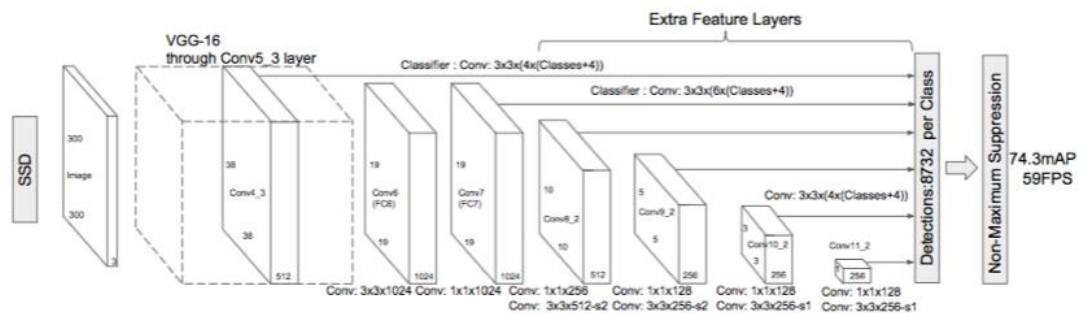 Extra Feature Layers
VGG-16
through Conv5_3 layer
Classifier : Conv: 3x3x(4x(Classes+4))
Classifier : Conv: 3x3x(6x(Classes+4))
SSD
300
Image
300
3
38
Conv4_3
38
512
19
Conv6
(FC6)
19
1024
19
Conv7
(FC7)
19
1024
10
Conv8_2
10
512
5
Conv9_2
5
256
Conv: 3x3x(4x(Classes+4))
3
Conv10_2
3
256
Conv11_2
256
Detections:8732 per Class
Non-Maximum Suppression
74.3mAP
59FPS
Conv: 3x3x1024
Conv: 1x1x1024
Conv: 1x1x256
Conv: 3x3x512-s2
Conv: 1x1x128
Conv: 3x3x256-s2
Conv: 1x1x128
Conv: 3x3x256-s1
Conv: 1x1x128
Conv: 3x3x256-s1